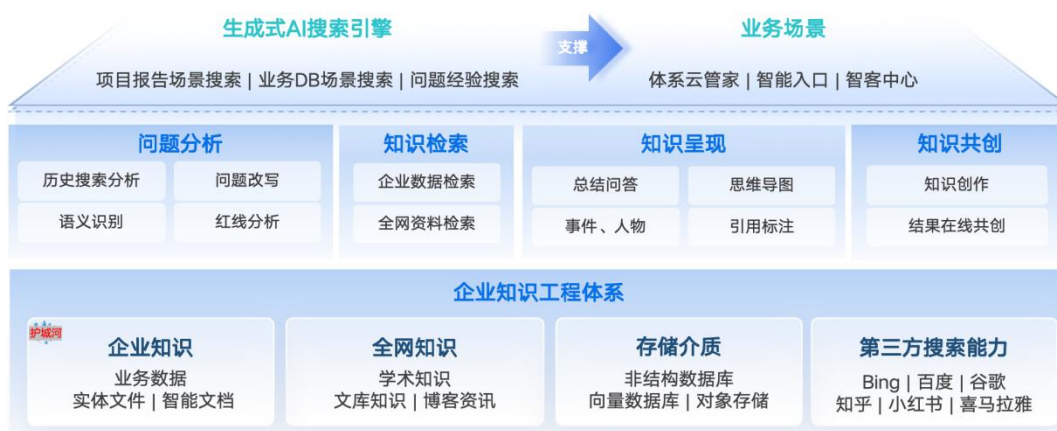 生成式AI搜索引擎
支撑
业务场景
项目报告场景搜索 | 业务DB场景搜索 | 问题经验搜索
体系云管家 | 智能入口 | 智客中心
问题分析
历史搜索分析
问题改写
语义识别
红线分析
知识检索
企业数据检索
全网资料检索
知识呈现
总结问答
思维导图
事件、人物
引用标注
知识共创
知识创作
结果在线共创
企业知识工程体系
护城河
企业知识
业务数据
实体文件 | 智能文档
全网知识
学术知识
文库知识 | 博客资讯
存储介质
非结构数据库
向量数据库 | 对象存储
第三方搜索能力
Bing | 百度 | 谷歌
知乎 | 小红书 | 喜马拉雅